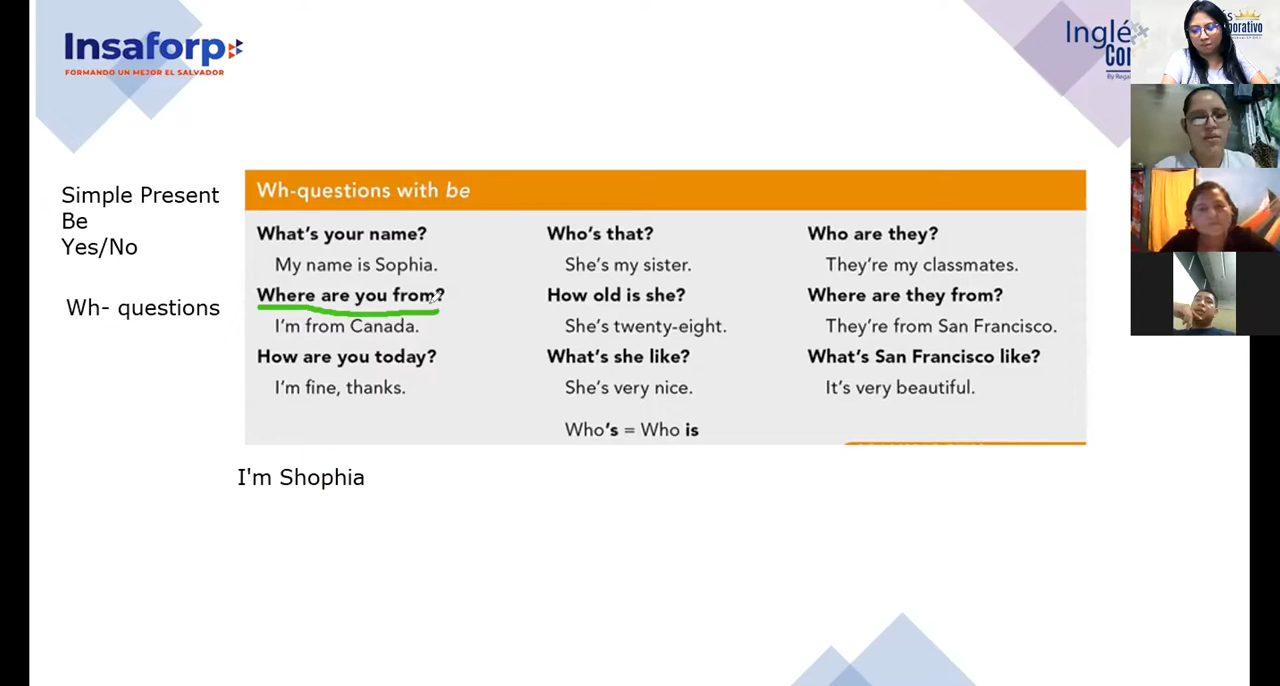 Insaforp
FORMANDO UN MEJOR EL SALVADOR
Simple Present
Be
Yes/No
Wh- questions
Wh-questions with be
What's your name?
My name is Sophia.
Where are you from?
I'm from Canada.
How are you today?
I'm fine, thanks.
Who's that?
She's my sister.
How old is she?
She's twenty-eight.
What's she like?
She's very nice.
Who's = Who is
Who are they?
They're my classmates.
Where are they from?
They're from San Francisco.
What's San Francisco like?
It's very beautiful.
I'm Shophia